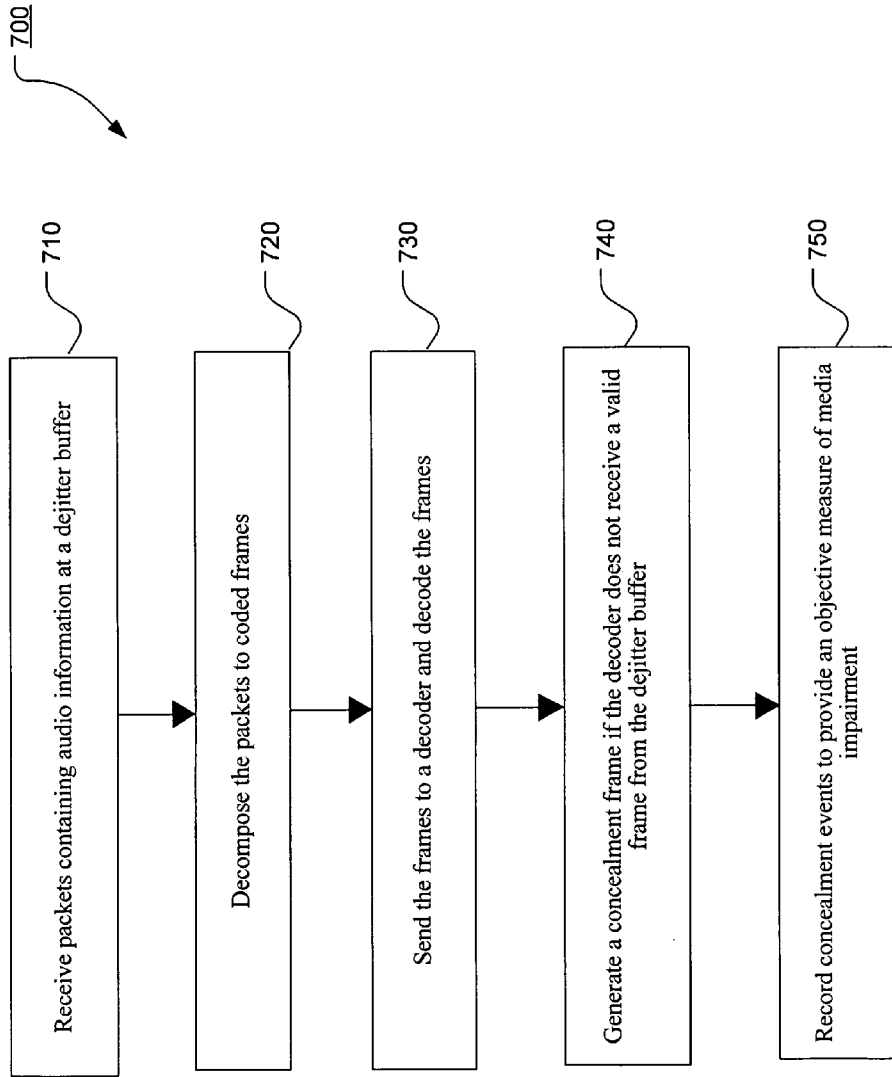 700
Receive packets containing audio information at a dejitter buffer
710
Decompose the packets to coded frames
720
Send the frames to a decoder and decode the frames
730
Generate a concealment frame if the decoder does not receive a valid
frame from the dejitter buffer
740
Record concealment events to provide an objective measure of media
impairment
750